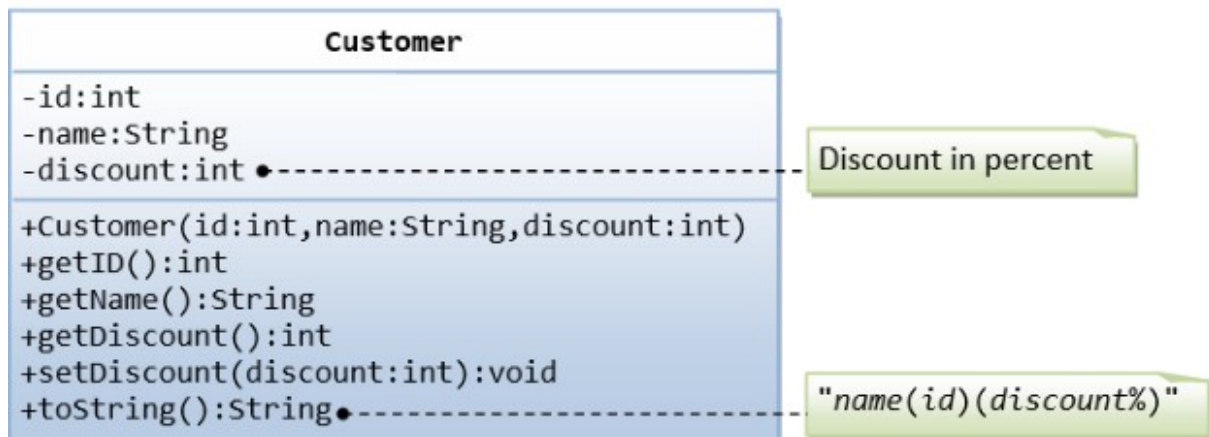 Customer
-id:int
-name:String
-discount:int
Discount in percent
+Customer(id:int,name:String,discount:int)
+getID():int
+getName():String
+getDiscount():int
+setDiscount(discount:int):void
+toString():String
"name(id)(discount%)"